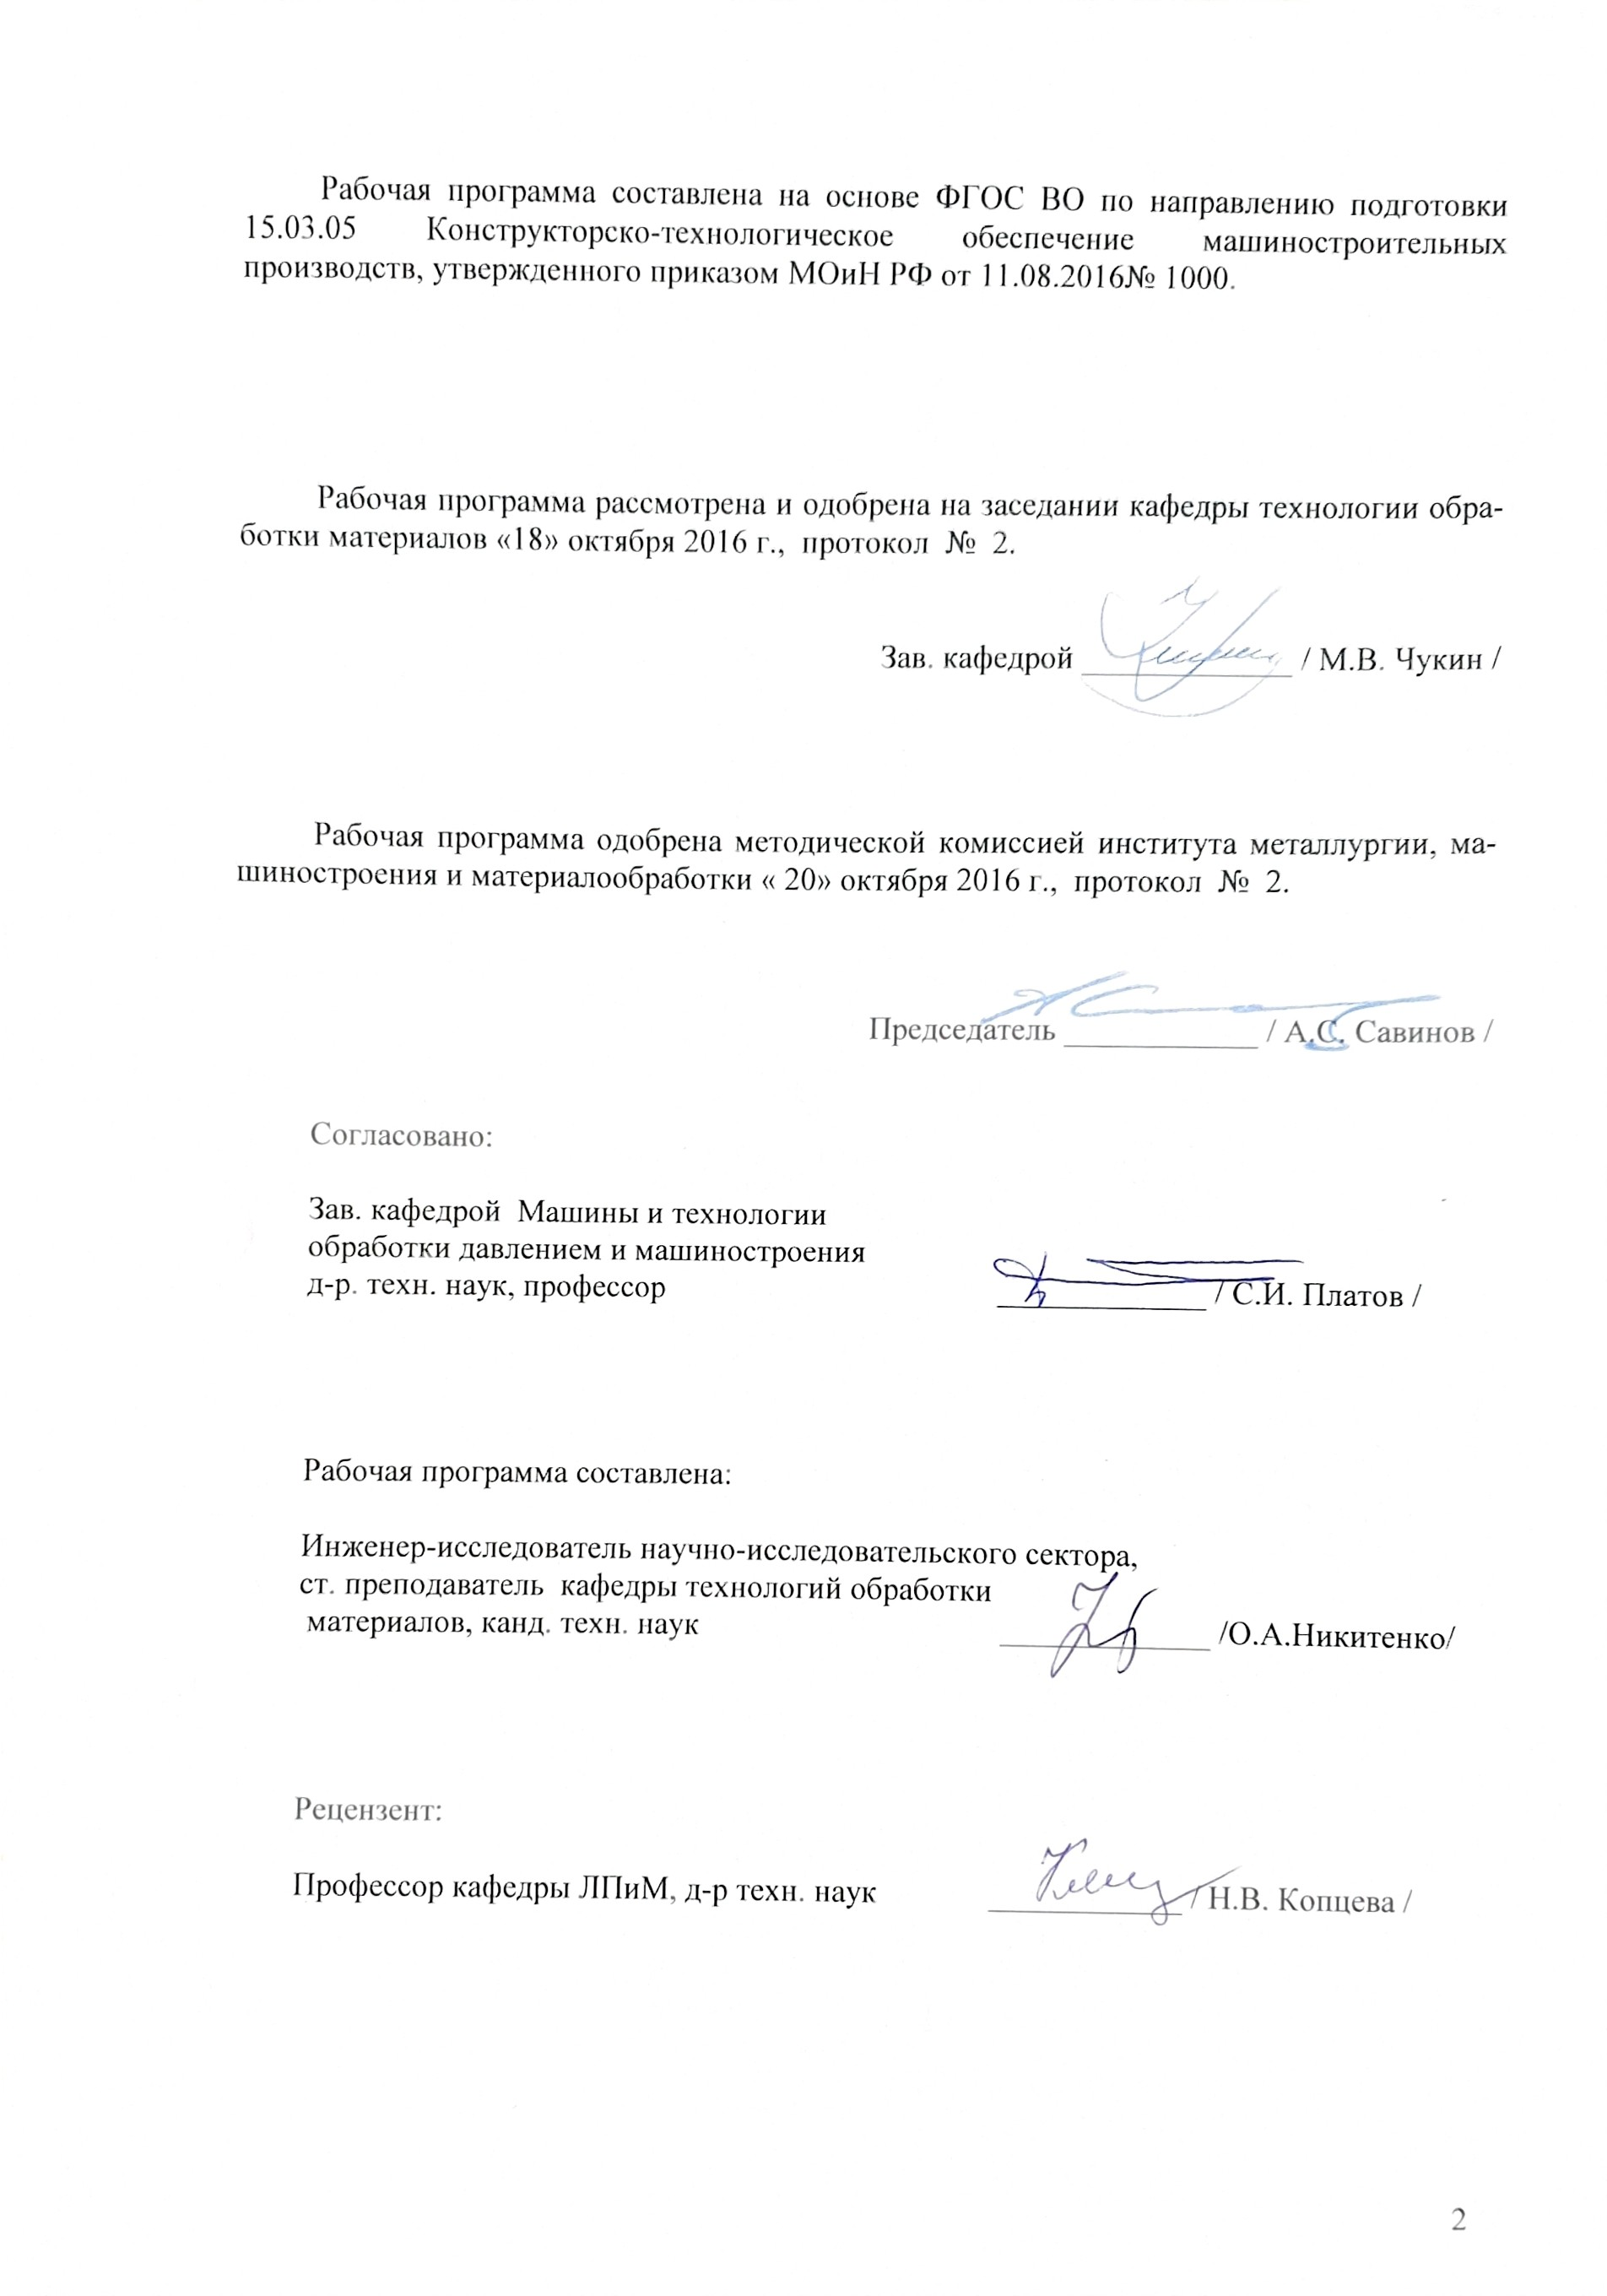 Рабочая программа составлена на основе ФГОС ВО по направлению подготовки
15.03.05 Конструкторско-технологическое обеспечение машиностроительных
производств, утвержденного приказом МОиН РФ от 11.08.2016№ 1000.
Рабочая программа рассмотрена и одобрена на заседании кафедры технологии обра-
ботки материалов «18» октября 2016 г., протокол № 2.
Зав. кафедрой ____________ / М.В. Чукин /
Рабочая программа одобрена методической комиссией института металлургии, ма-
шиностроения и материалообработки « 20» октября 2016 г., протокол № 2.
Председатель ____________ / А.С. Савинов /
Согласовано:
Зав. кафедрой Машины и технологии
обработки давлением и машиностроения
д-р. техн. наук, профессор ____________ / С.И. Платов /
Рабочая программа составлена:
Инженер-исследователь научно-исследовательского сектора,
ст. преподаватель кафедры технологий обработки
материалов, канд. техн. наук ____________ /О.А.Никитенко/
Рецензент:
Профессор кафедры ЛПиМ, д-р техн. наук ____________ / Н.В. Копцева /
2